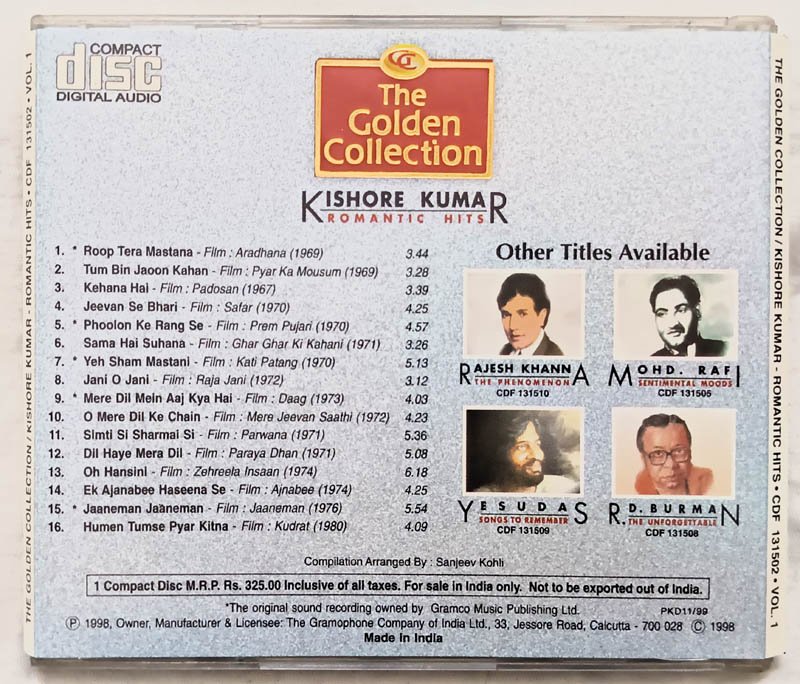 COMPACT
disc
DIGITAL AUDIO
GC
The
Golden
Collection
KISHORE KUMAR
ROMANTIC HITS
1. * Roop Tera Mastana - Film : Aradhana (1969) 3.44
2. Tum Bin Jaoon Kahan - Film : Pyar Ka Mousum (1969) 3.28
3. Kehana Hai - Film : Padosan (1967) 3.39
4. Jeevan Se Bhari - Film : Safar (1970) 4.25
5. * Phoolon Ke Rang Se - Film : Prem Pujari (1970) 4.57
6. Sama Hai Suhana - Film : Ghar Ghar Ki Kahani (1971) 3.26
7. * Yeh Sham Mastani - Film : Kati Patang (1970) 5.13
8. Jani O Jani - Film : Raja Jani (1972) 3.12
9. * Mere Dil Mein Aaj Kya Hai - Film : Daag (1973) 4.03
10. O Mere Dil Ke Chain - Film : Mere Jeevan Saathi (1972) 4.23
11. Simti Si Sharmai Si - Film : Parwana (1971) 5.36
12. Dil Haye Mera Dil - Film : Paraya Dhan (1971) 5.08
13. Oh Hansini - Film : Zehreela Insaan (1974) 6.18
14. Ek Ajanabee Haseena Se - Film : Ajnabee (1974) 4.25
15. * Jaaneman Jaaneman - Film : Jaaneman (1976) 5.54
16. Humen Tumse Pyar Kitna - Film : Kudrat (1980) 4.09
Other Titles Available
RAJESH KHANNA
THE PHENOMENON
CDF 131510
MOHD. RAFI
SENTIMENTAL MOODS
CDF 131505
YESUDAS
SONGS TO REMEMBER
CDF 131509
R.D. BURMAN
THE UNFORGETTABLE
CDF 131508
Compilation Arranged By : Sanjeev Kohli
1 Compact Disc M.R.P. Rs. 325.00 Inclusive of all taxes. For sale in India only. Not to be exported out of India.
*The original sound recording owned by Gramco Music Publishing Ltd.
PKD11/99
Ⓟ 1998, Owner, Manufacturer & Licensee: The Gramophone Company of India Ltd., 33, Jessore Road, Calcutta - 700 028 Ⓒ 1998
Made in India
THE GOLDEN COLLECTION / KISHORE KUMAR - ROMANTIC HITS • CDF 131502 • VOL. 1
THE GOLDEN COLLECTION / KISHORE KUMAR - ROMANTIC HITS • CDF 131502 • VOL. 1